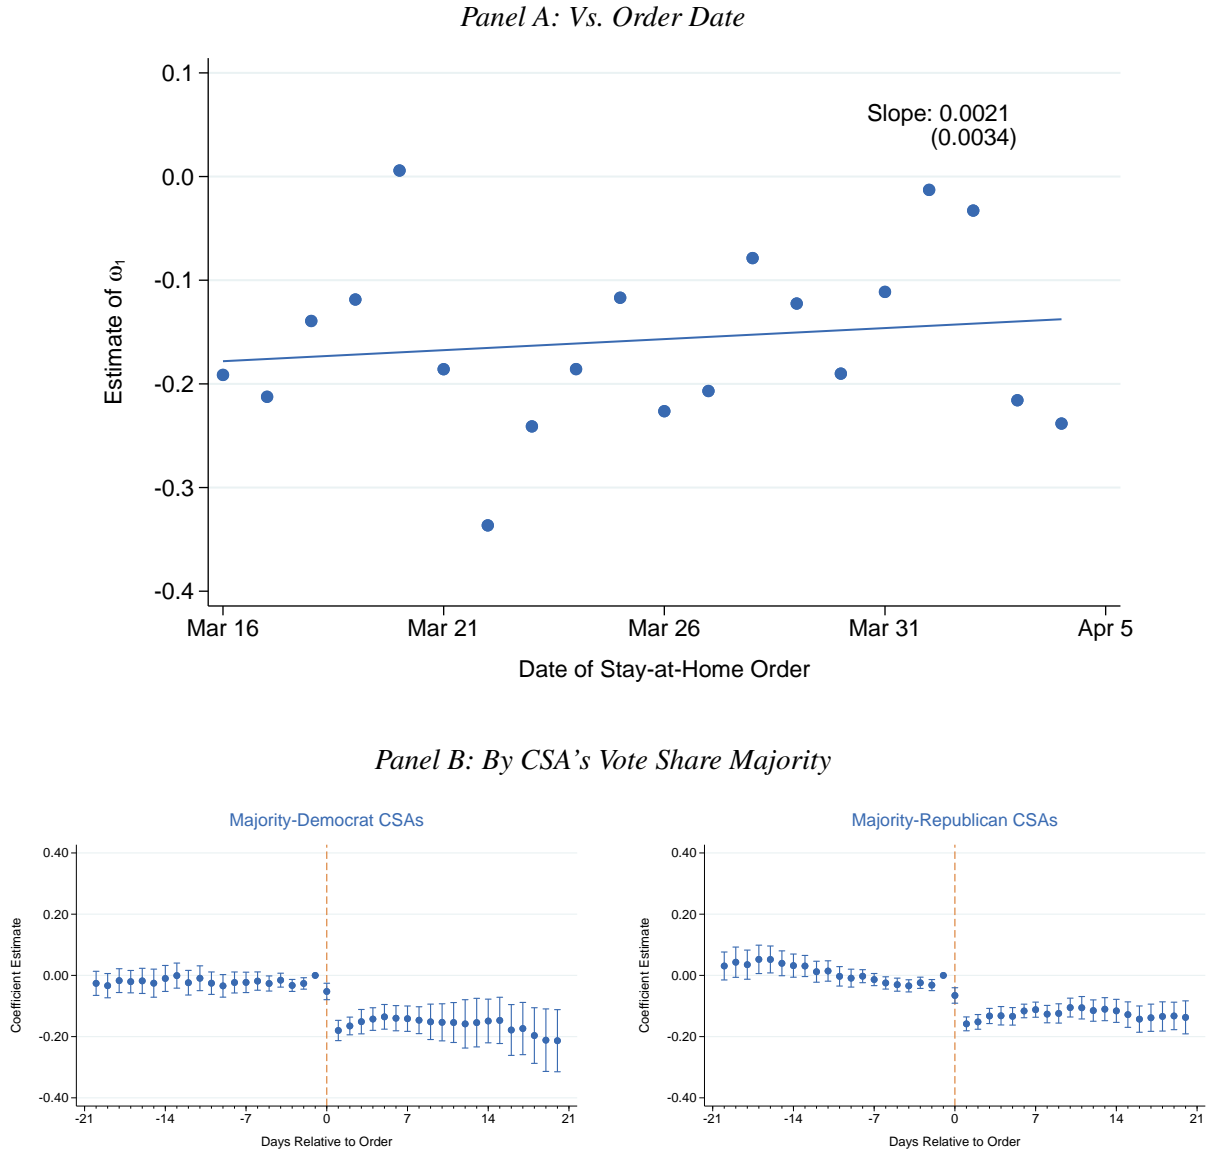 Panel A: Vs. Order Date
0.1
Slope: 0.0021
(0.0034)
0.0
-0.1
Estimate of ω1
-0.2
-0.3
-0.4
Mar 16 Mar 21 Mar 26 Mar 31 Apr 5
Date of Stay-at-Home Order
Panel B: By CSA's Vote Share Majority
Majority-Democrat CSAs
0.40
0.20
0.00
-0.20
-0.40
Coefficient Estimate
-21 -14 -7 0 7 14 21
Days Relative to Order
Majority-Republican CSAs
0.40
0.20
0.00
-0.20
-0.40
Coefficient Estimate
-21 -14 -7 0 7 14 21
Days Relative to Order